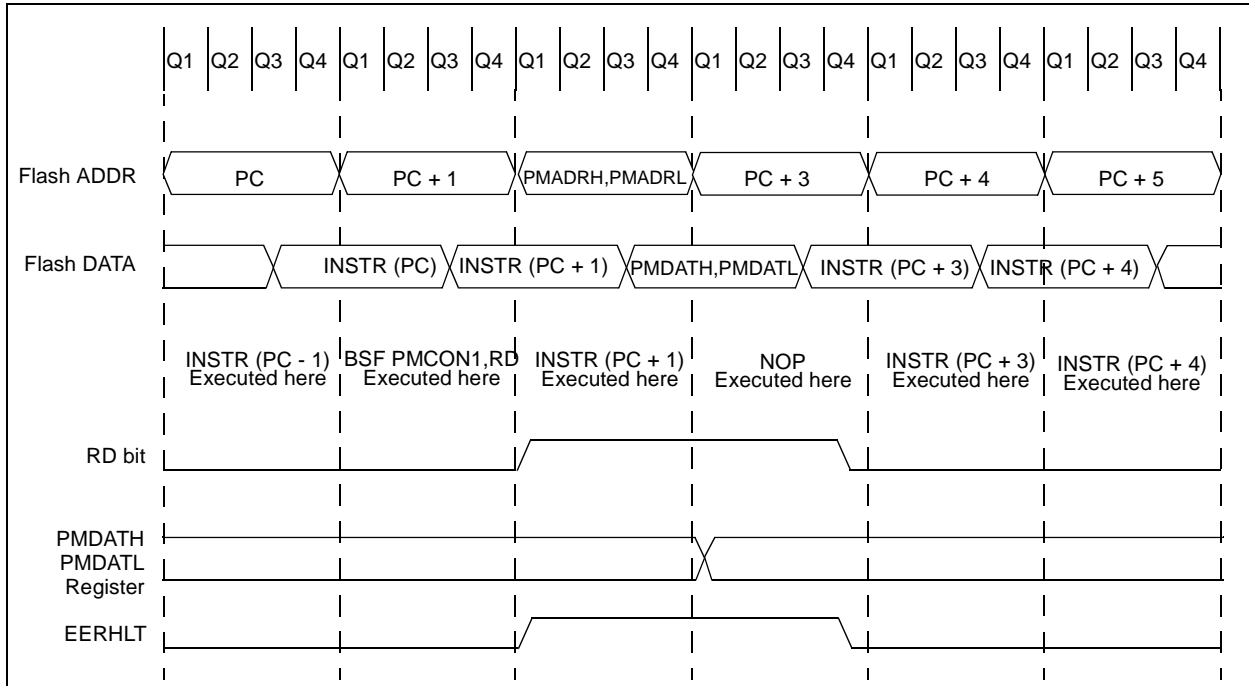 Q1 Q2 Q3 Q4 Q1 Q2 Q3 Q4 Q1 Q2 Q3 Q4 Q1 Q2 Q3 Q4 Q1 Q2 Q3 Q4 Q1 Q2 Q3 Q4
Flash ADDR PC PC + 1 PMADRH,PMADRL PC + 3 PC + 4 PC + 5
Flash DATA INSTR (PC) INSTR (PC + 1) PMDATH,PMDATL INSTR (PC + 3) INSTR (PC + 4)
INSTR (PC - 1) BSF PMCON1,RD INSTR (PC + 1) NOP INSTR (PC + 3) INSTR (PC + 4)
Executed here Executed here Executed here Executed here Executed here Executed here
RD bit
PMDATH
PMDATL
Register
EERHLT